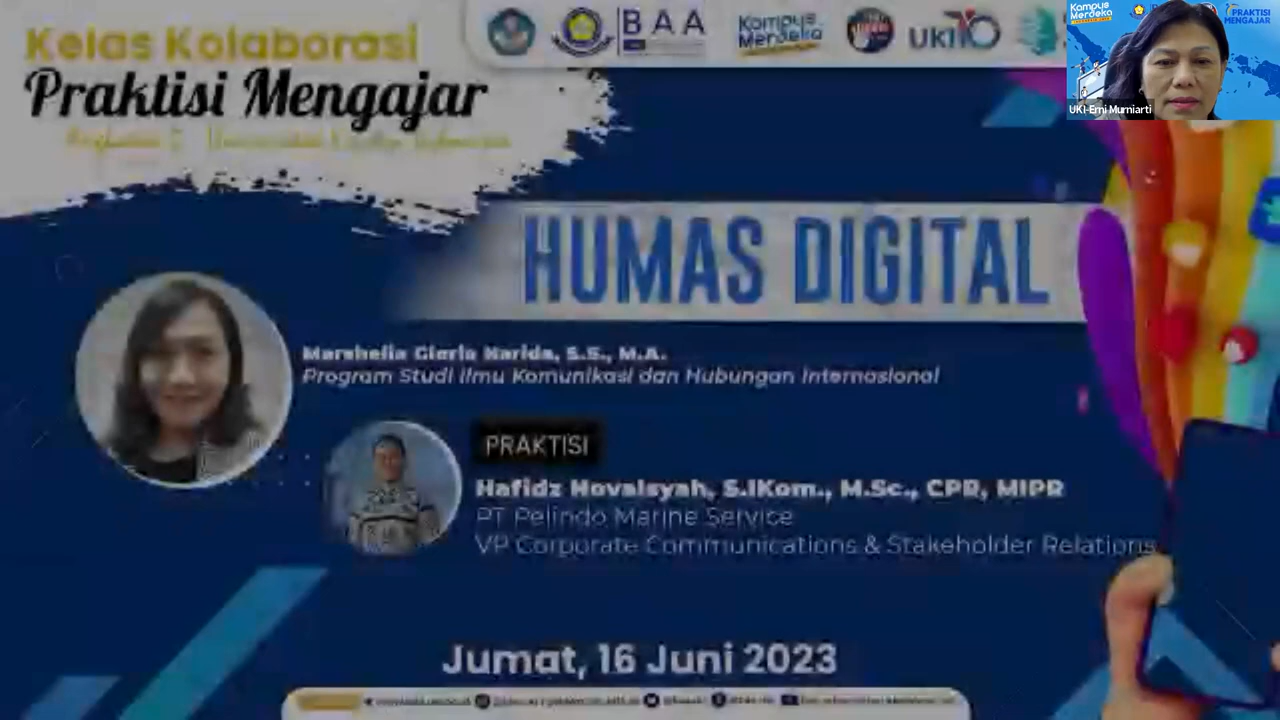 Kelas Kolaborasi
Praktisi Mengajar
BAA
Kampus
Merdeka
UKI70
Kampus
Merdeka
PRAKTISI
MENGAJAR
UKI-Erni Murniarti
HUMAS DIGITAL
Marshelia Gloria Narida, S.S., M.A.
Program Studi Ilmu Komunikasi dan Hubungan Internasional
PRAKTISI
Hafidz Novalsyah, S.IKom., M.Sc., CPR, MIPR
PT Pelindo Marine Service
VP Corporate Communications & Stakeholder Relations
Jumat, 16 Juni 2023